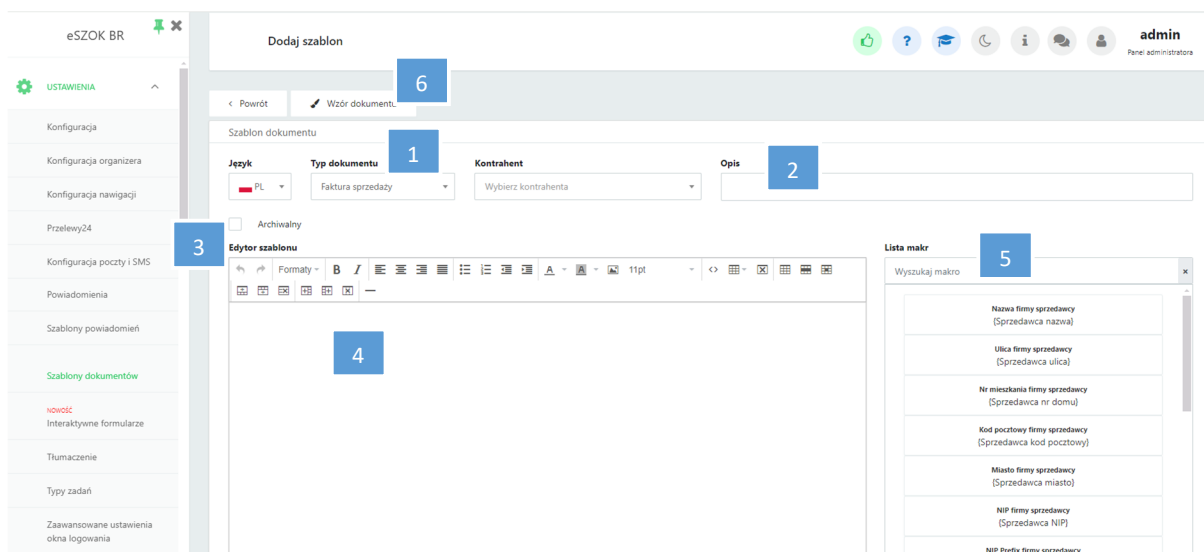 eSZOK BR
Dodaj szablon
admin
Panel administratora
USTAWIENIA
6
< Powrót
Wzór dokumentu
Konfiguracja
Szablon dokumentu
1
Konfiguracja organizera
Język
Typ dokumentu
Kontrahent
Opis
2
PL
Faktura sprzedaży
Wybierz kontrahenta
Konfiguracja nawigacji
Przelewy24
Archiwalny
3
Edytor szablonu
Lista makr
Konfiguracja poczty i SMS
Formaty
B
I
A
A
11pt
Wyszukaj makro
5
Powiadomienia
Szablony powiadomień
4
Nazwa firmy sprzedawcy
{Sprzedawca nazwa}
Ulica firmy sprzedawcy
{Sprzedawca ulica}
Szablony dokumentów
Nr mieszkania firmy sprzedawcy
{Sprzedawca nr domu}
NOWOŚĆ
Interaktywne formularze
Kod pocztowy firmy sprzedawcy
{Sprzedawca kod pocztowy}
Tłumaczenie
Miasto firmy sprzedawcy
{Sprzedawca miasto}
Typy zadań
NIP firmy sprzedawcy
{Sprzedawca NIP}
Zaawansowane ustawienia
okna logowania
NIP Prefix firmy sprzedawcy